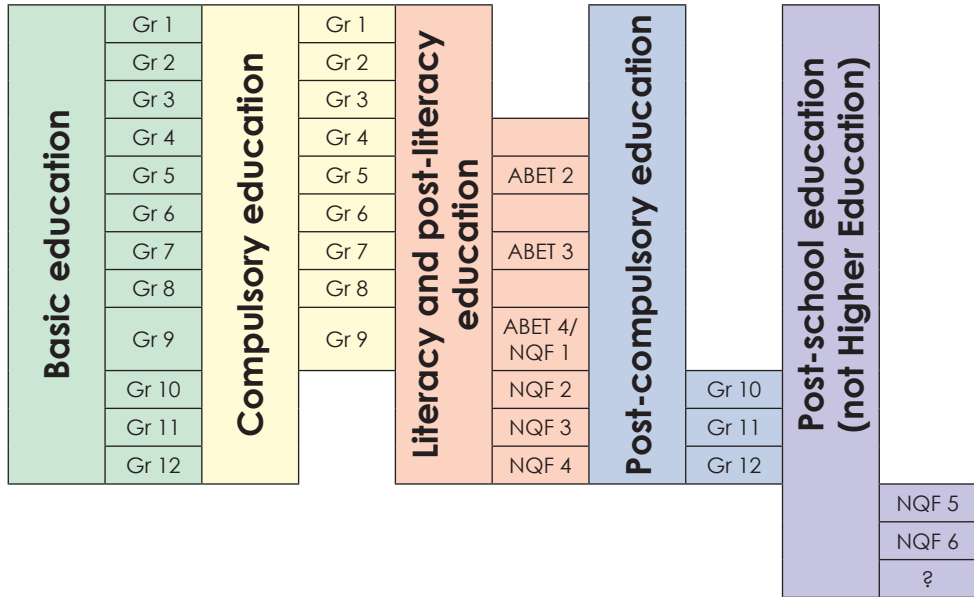 Basic education
Gr 1
Gr 2
Gr 3
Gr 4
Gr 5
Gr 6
Gr 7
Gr 8
Gr 9
Gr 10
Gr 11
Gr 12
Compulsory education
Gr 1
Gr 2
Gr 3
Gr 4
Gr 5
Gr 6
Gr 7
Gr 8
Gr 9
Literacy and post-literacy
education
ABET 2
ABET 3
ABET 4/
NQF 1
NQF 2
NQF 3
NQF 4
Post-compulsory education
Gr 10
Gr 11
Gr 12
Post-school education
(not Higher Education)
NQF 5
NQF 6
?